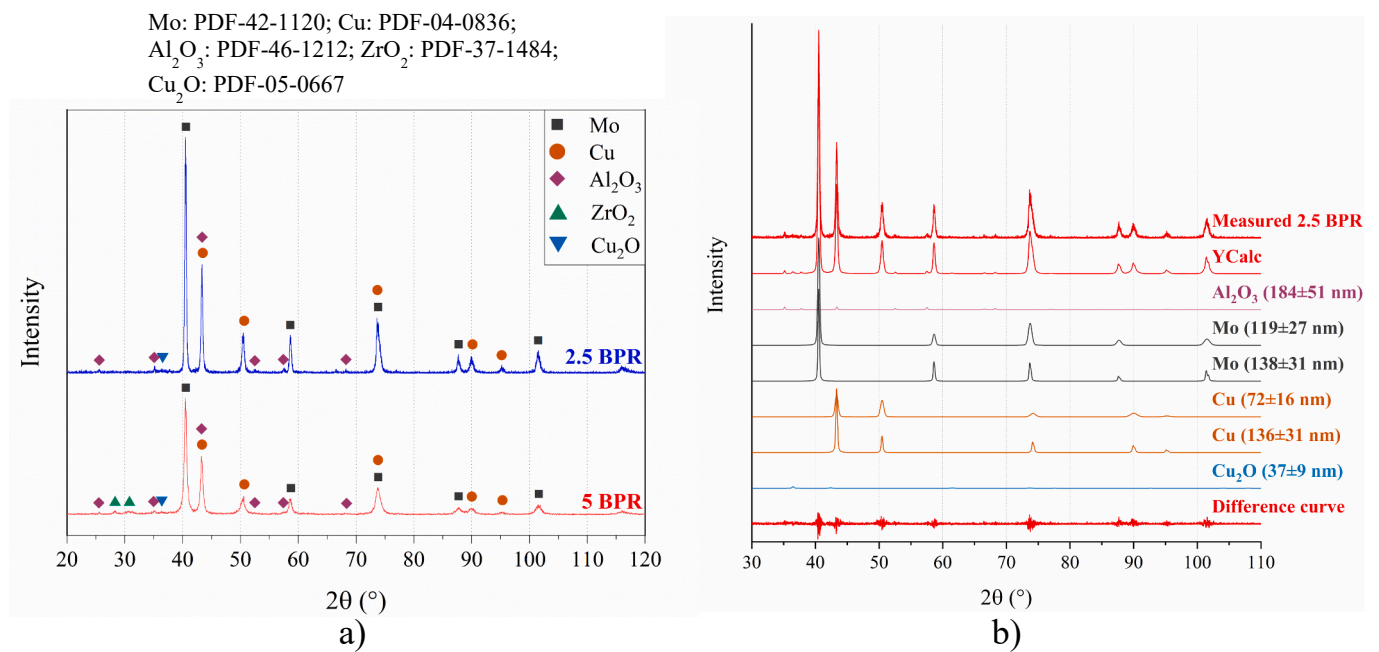 Mo: PDF-42-1120; Cu: PDF-04-0836;
Al₂O₃: PDF-46-1212; ZrO₂: PDF-37-1484;
Cu₂O: PDF-05-0667
Intensity
Mo
Cu
Al₂O₃
ZrO₂
Cu₂O
2.5 BPR
5 BPR
20 30 40 50 60 70 80 90 100 110 120
2θ (°)
a)
Intensity
Measured 2.5 BPR
YCalc
Al₂O₃ (184±51 nm)
Mo (119±27 nm)
Mo (138±31 nm)
Cu (72±16 nm)
Cu (136±31 nm)
Cu₂O (37±9 nm)
Difference curve
30 40 50 60 70 80 90 100 110
2θ (°)
b)